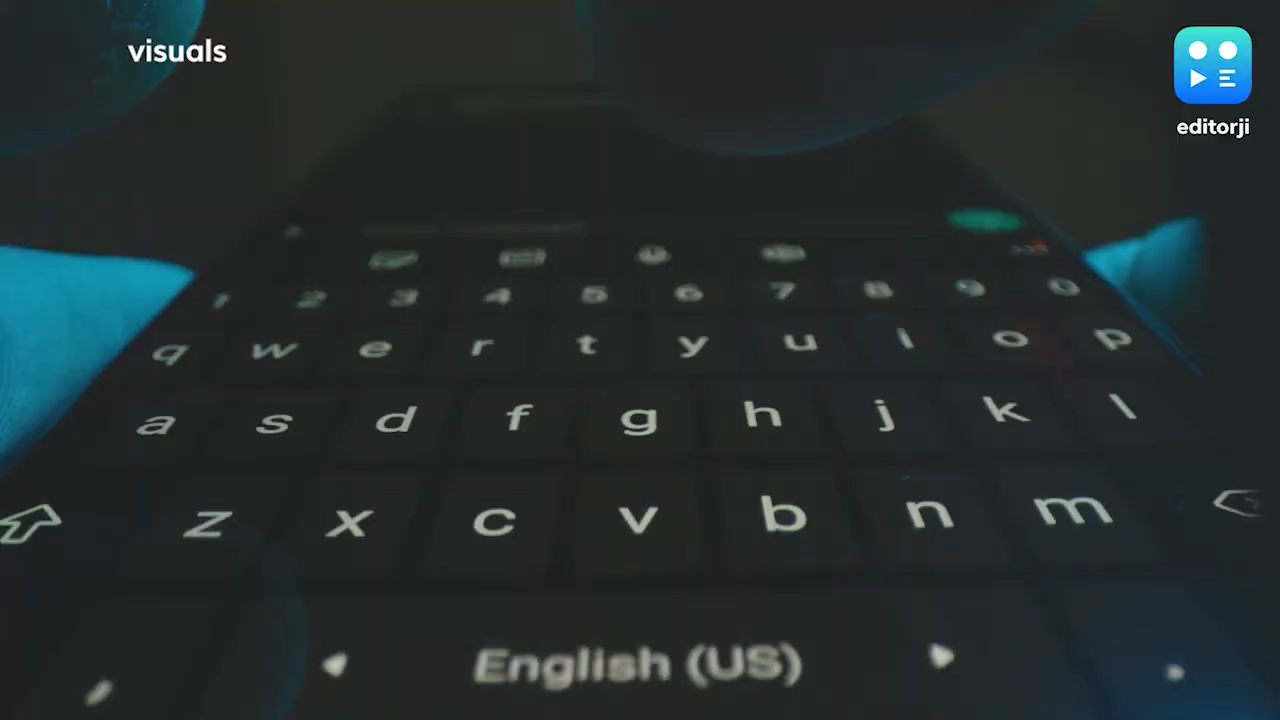 visuals
editorji
1 2 3 4 5 6 7 8 9 0
q w e r t y u i o p
a s d f g h j k l
z x c v b n m
, English (US) .